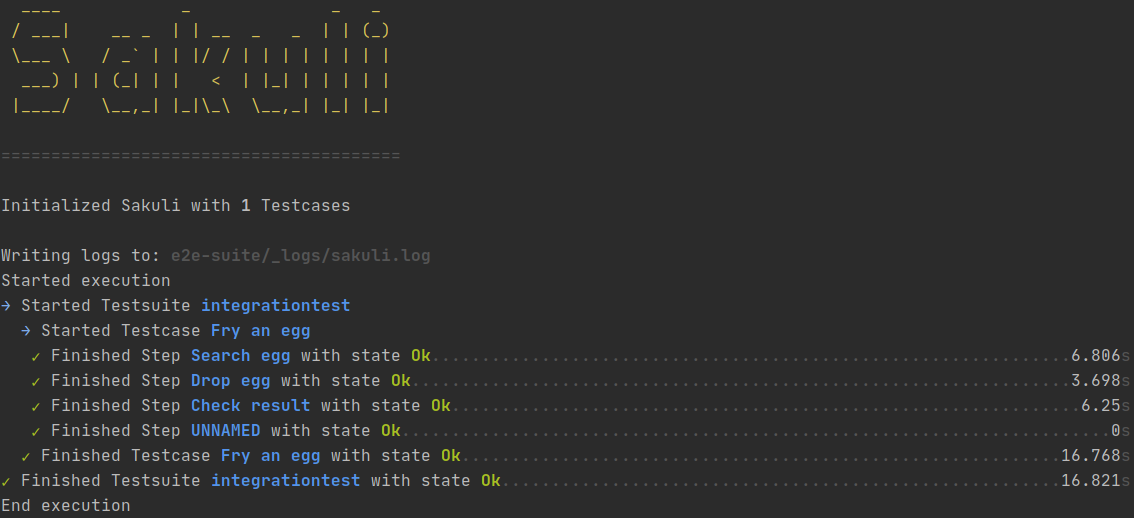 ____            _              _   _
 / ___|    __ _  | | __  _   _  | | (_)
 \___ \   / _` | | |/ / | | | | | | | |
  ___) | | (_| | |   <  | |_| | | | | |
 |____/   \__,_| |_|\_\  \__,_| |_| |_|
========================================
Initialized Sakuli with 1 Testcases
Writing logs to: e2e-suite/_logs/sakuli.log
Started execution
→ Started Testsuite integrationtest
  → Started Testcase Fry an egg
   ✓ Finished Step Search egg with state Ok................................................................6.806s
   ✓ Finished Step Drop egg with state Ok..................................................................3.698s
   ✓ Finished Step Check result with state Ok...............................................................6.25s
   ✓ Finished Step UNNAMED with state Ok.......................................................................0s
  ✓ Finished Testcase Fry an egg with state Ok............................................................16.768s
✓ Finished Testsuite integrationtest with state Ok........................................................16.821s
End execution